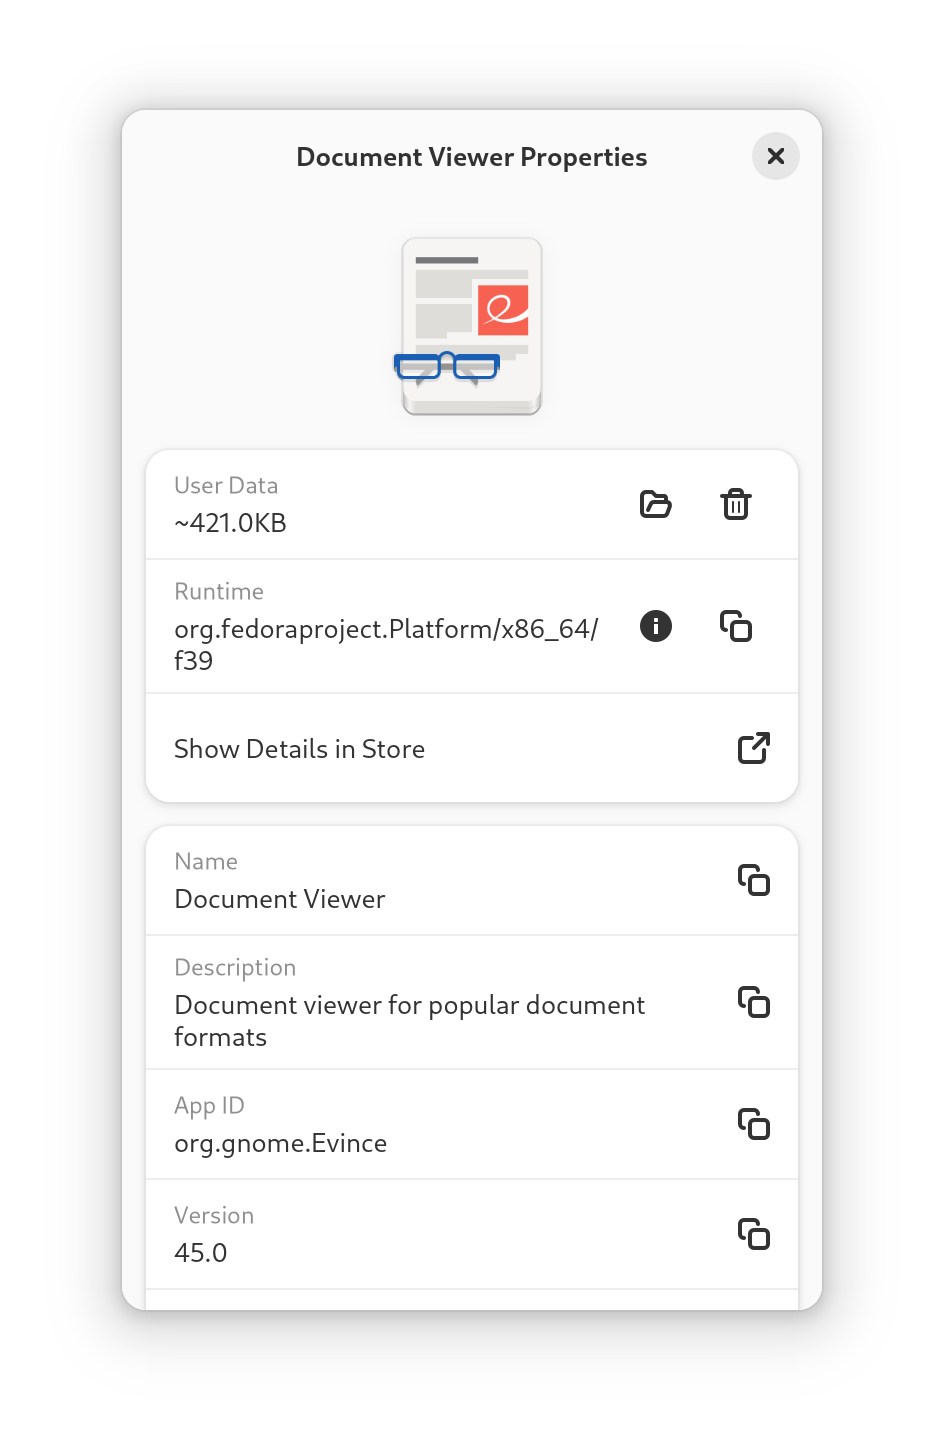 Document Viewer Properties
User Data
~421.0KB
Runtime
org.fedoraproject.Platform/x86_64/
f39
Show Details in Store
Name
Document Viewer
Description
Document viewer for popular document
formats
App ID
org.gnome.Evince
Version
45.0